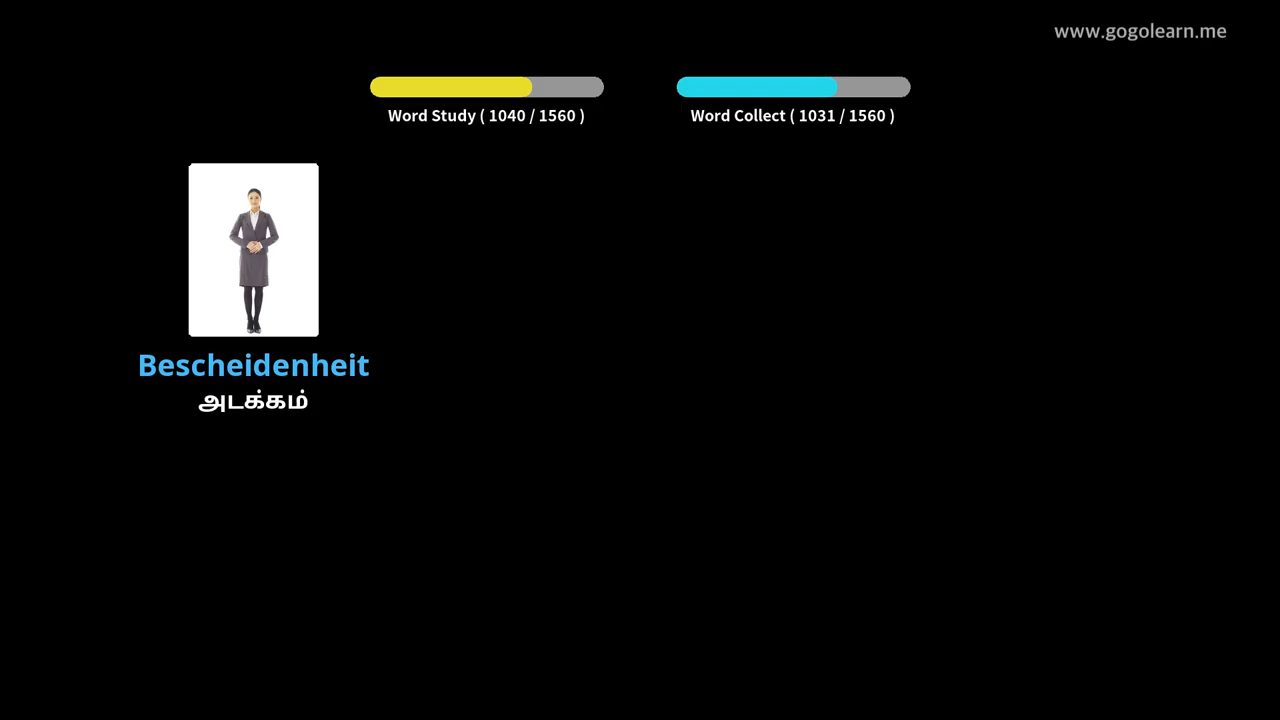 www.gogolearn.me
Word Study ( 1040 / 1560 )
Word Collect ( 1031 / 1560 )
Bescheidenheit
அடக்கம்